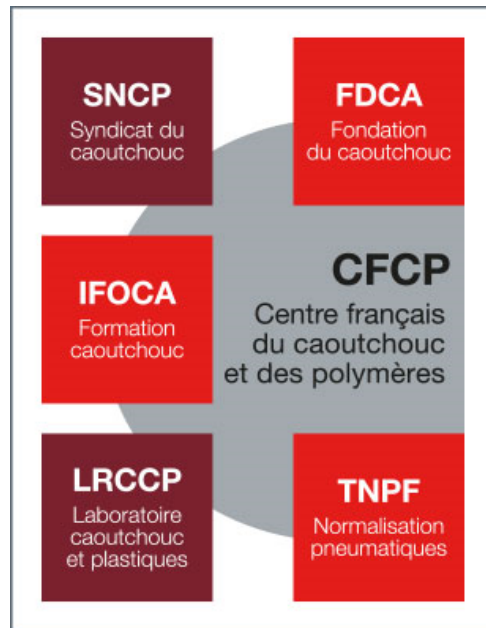 SNCP
Syndicat du
caoutchouc
FDCA
Fondation
du caoutchouc
IFOCA
Formation
caoutchouc
CFCP
Centre français
du caoutchouc
et des polymères
LRCCP
Laboratoire
caoutchouc
et plastiques
TNPF
Normalisation
pneumatiques